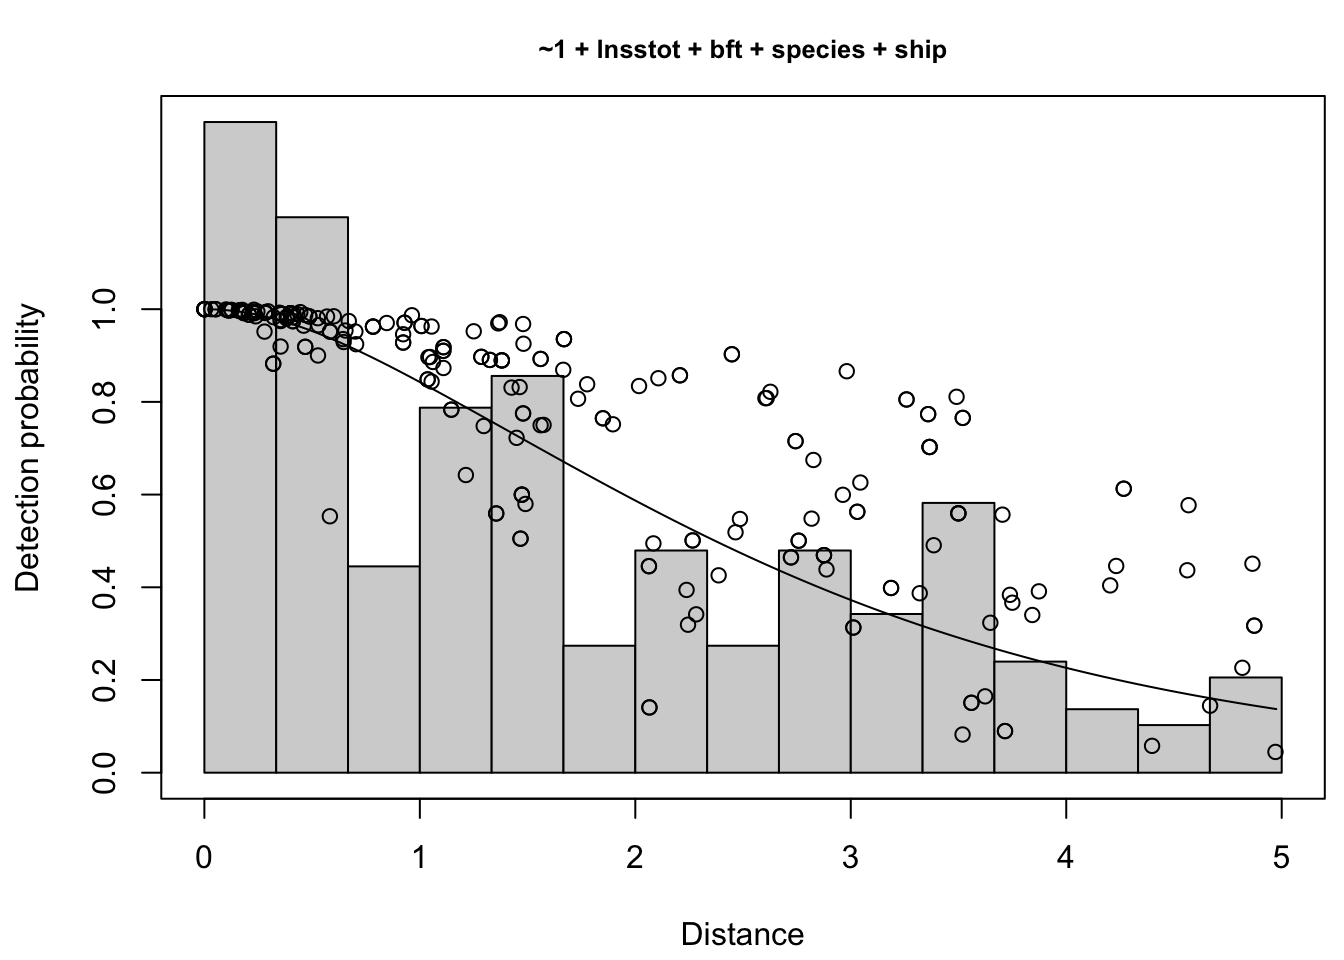 ~1 + lnsstot + bft + species + ship
Detection probability
1.0
0.8
0.6
0.4
0.2
0.0
0 1 2 3 4 5
Distance